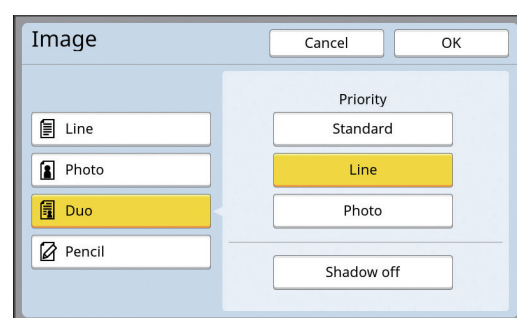 Image
Cancel
OK
Line
Photo
Duo
Pencil
Priority
Standard
Line
Photo
Shadow off